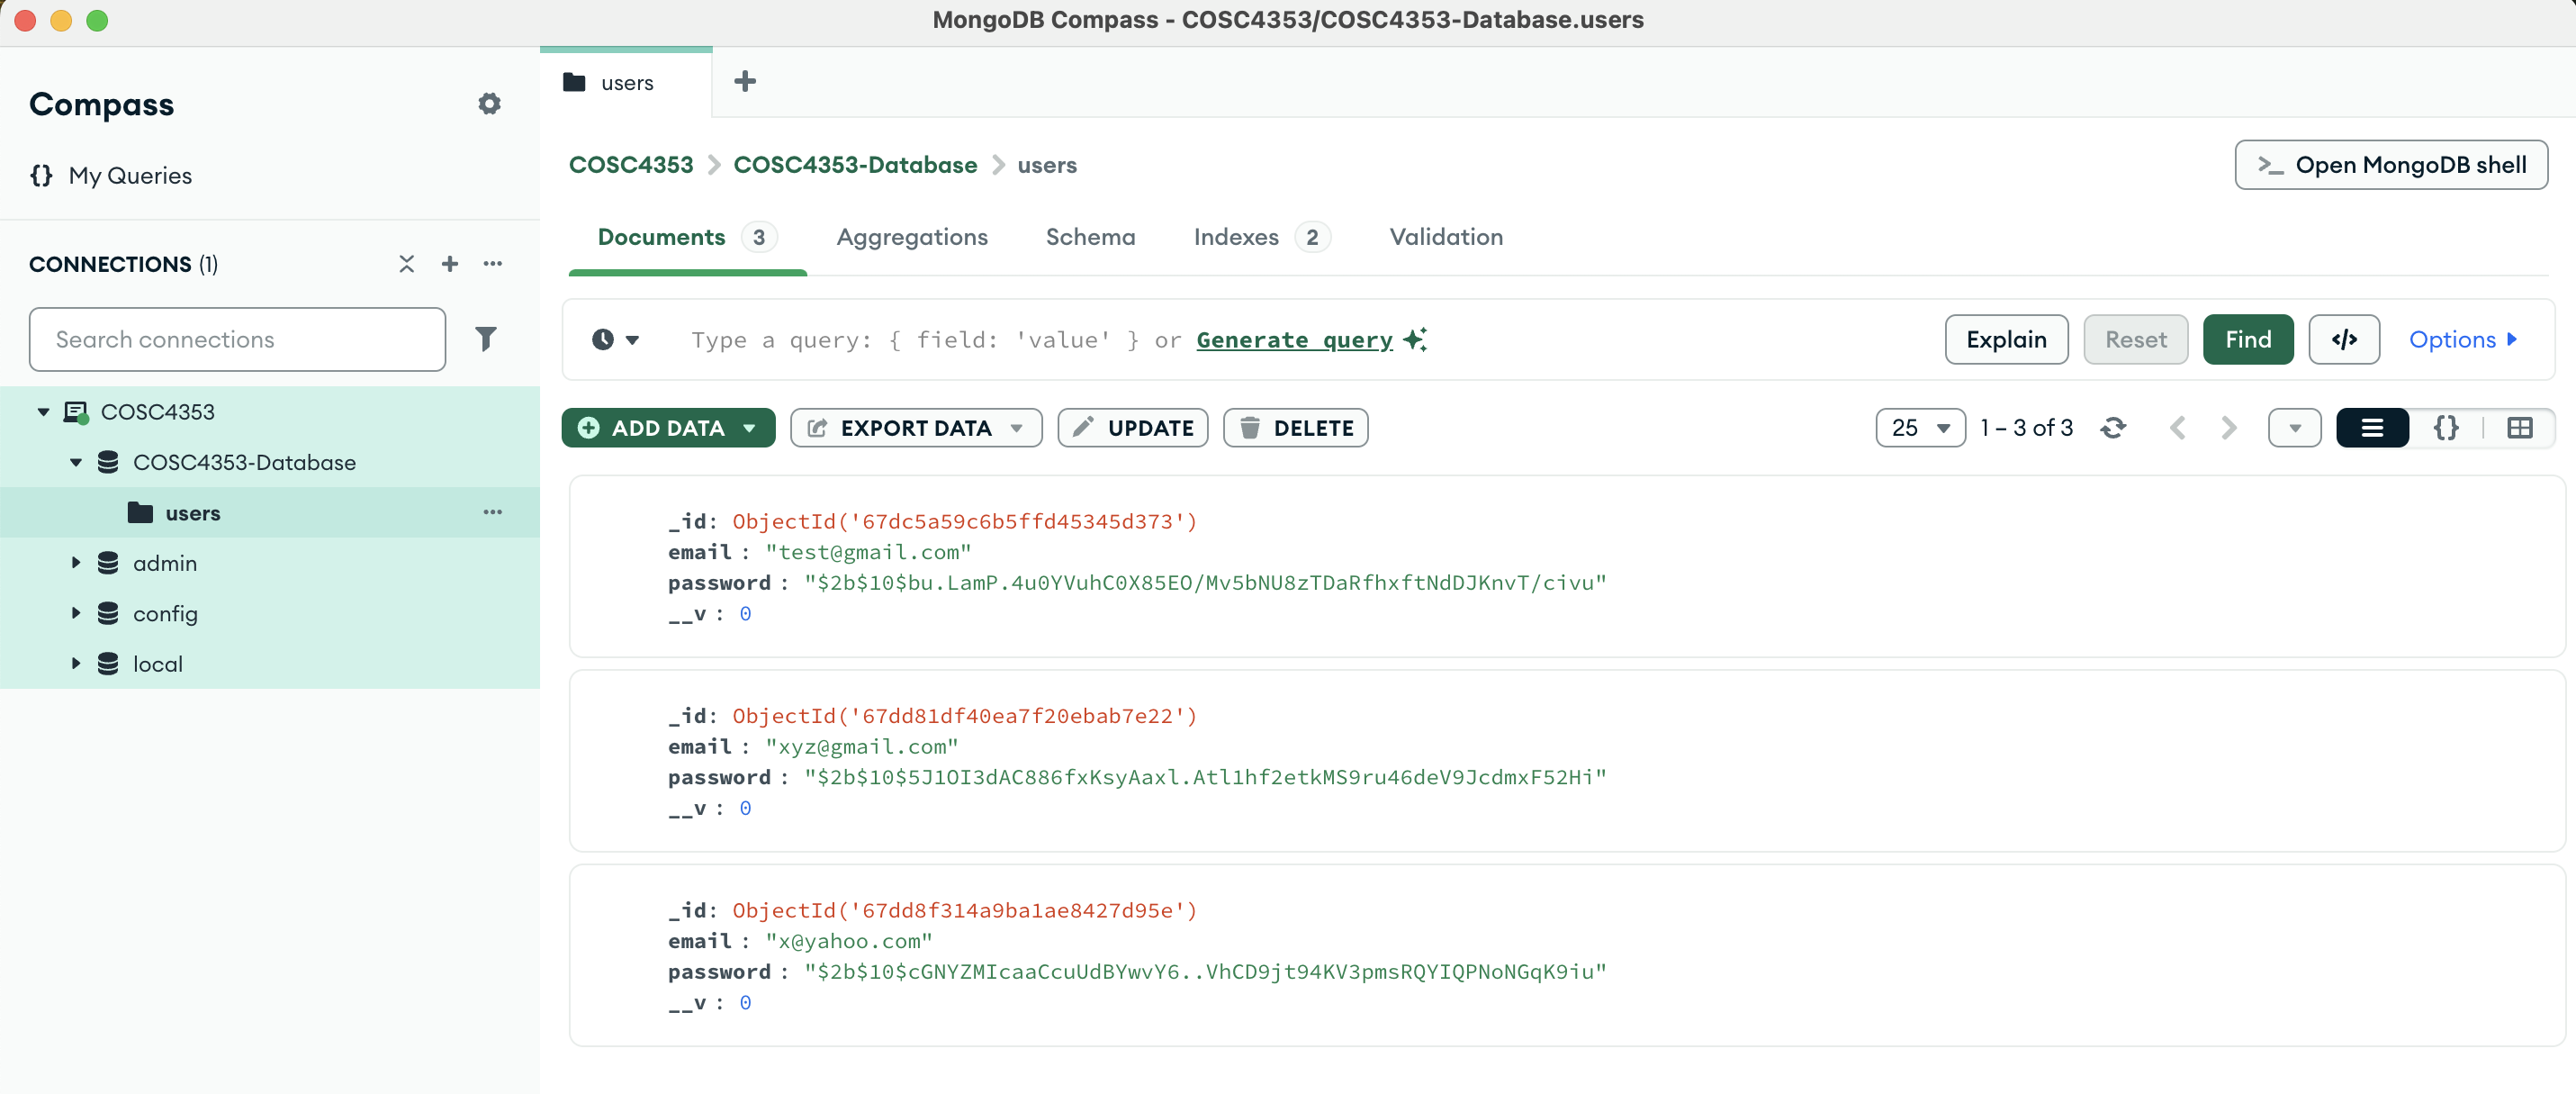 MongoDB Compass - COSC4353/COSC4353-Database.users
Compass
My Queries
CONNECTIONS (1)
Search connections
COSC4353
COSC4353-Database
users
admin
config
local
users
COSC4353 COSC4353-Database users
Open MongoDB shell
Documents 3 Aggregations Schema Indexes 2 Validation
Type a query: { field: 'value' } or Generate query
Explain Reset Find </> Options
ADD DATA EXPORT DATA UPDATE DELETE
25 1 – 3 of 3 {}
_id: ObjectId('67dc5a59c6b5ffd45345d373')
email : "test@gmail.com"
password : "$2b$10$bu.LamP.4u0YVuhC0X85EO/Mv5bNU8zTDaRfhxftNdDJKnvT/civu"
__v : 0
_id: ObjectId('67dd81df40ea7f20ebab7e22')
email : "xyz@gmail.com"
password : "$2b$10$5J1OI3dAC886fxKsyAaxl.Atl1hf2etkMS9ru46deV9JcdmxF52Hi"
__v : 0
_id: ObjectId('67dd8f314a9ba1ae8427d95e')
email : "x@yahoo.com"
password : "$2b$10$cGNYZMIcaaCcuUdBYwvY6..VhCD9jt94KV3pmsRQYIQPNoNGqK9iu"
__v : 0